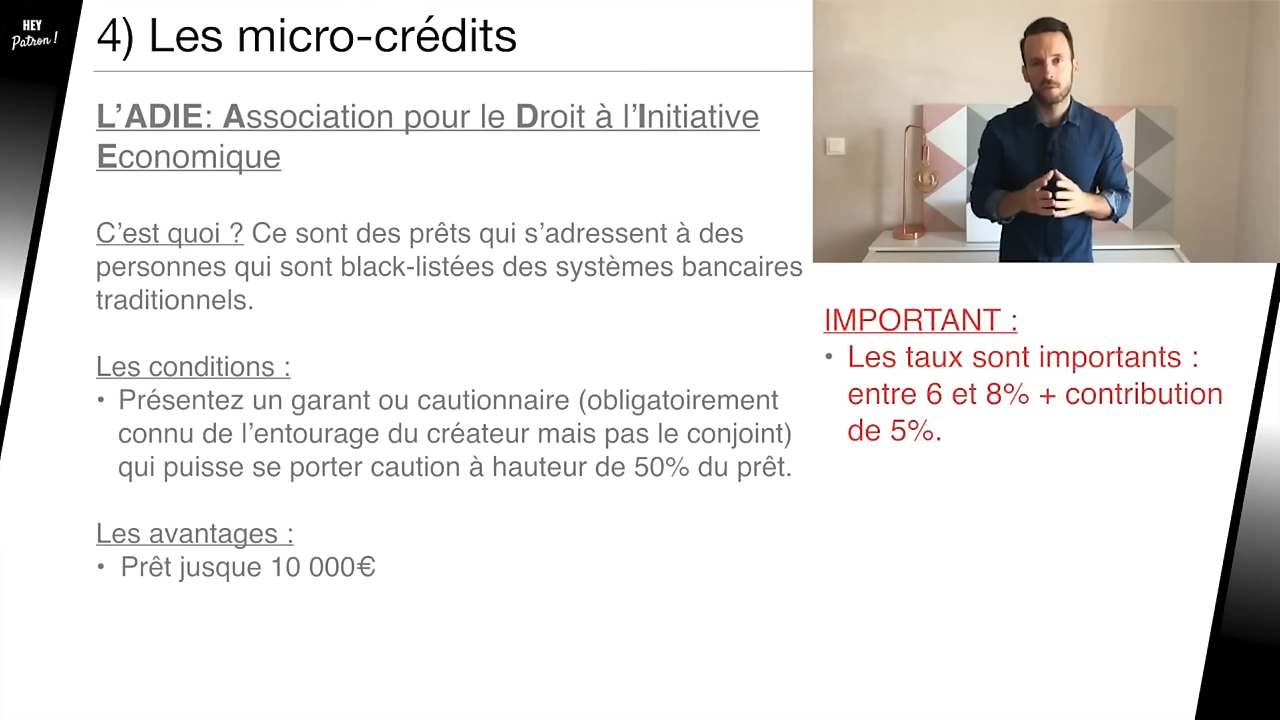 HEY
Patron !
4) Les micro-crédits
L’ADIE: Association pour le Droit à l’Initiative
Economique
C’est quoi ? Ce sont des prêts qui s’adressent à des
personnes qui sont black-listées des systèmes bancaires
traditionnels.
Les conditions :
• Présentez un garant ou cautionnaire (obligatoirement
connu de l’entourage du créateur mais pas le conjoint)
qui puisse se porter caution à hauteur de 50% du prêt.
Les avantages :
• Prêt jusque 10 000€
IMPORTANT :
• Les taux sont importants :
entre 6 et 8% + contribution
de 5%.